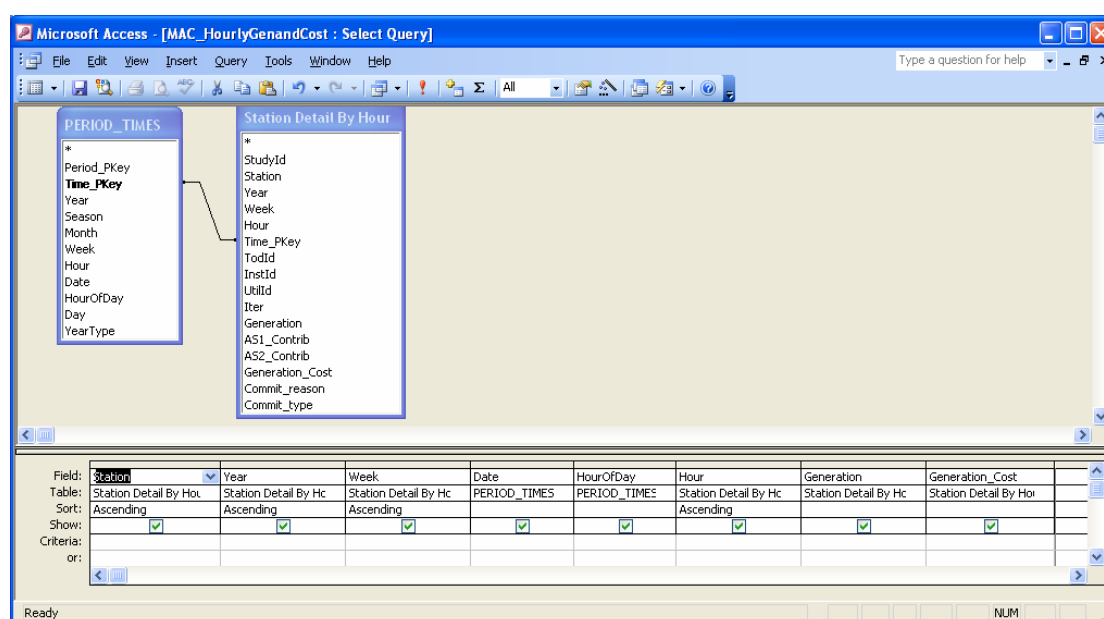 Microsoft Access - [MAC_HourlyGenandCost : Select Query]
File Edit View Insert Query Tools Window Help Type a question for help
Σ All
PERIOD_TIMES
*
Period_PKey
Time_PKey
Year
Season
Month
Week
Hour
Date
HourOfDay
Day
YearType
Station Detail By Hour
*
StudyId
Station
Year
Week
Hour
Time_PKey
TodId
InstId
UtilId
Iter
Generation
AS1_Contrib
AS2_Contrib
Generation_Cost
Commit_reason
Commit_type
Field: Station Year Week Date HourOfDay Hour Generation Generation_Cost
Table: Station Detail By Hou Station Detail By Hc Station Detail By Hc PERIOD_TIMES PERIOD_TIMES Station Detail By Hc Station Detail By Hc Station Detail By Hou
Sort: Ascending Ascending Ascending Ascending
Show:
Criteria:
or:
Ready NUM